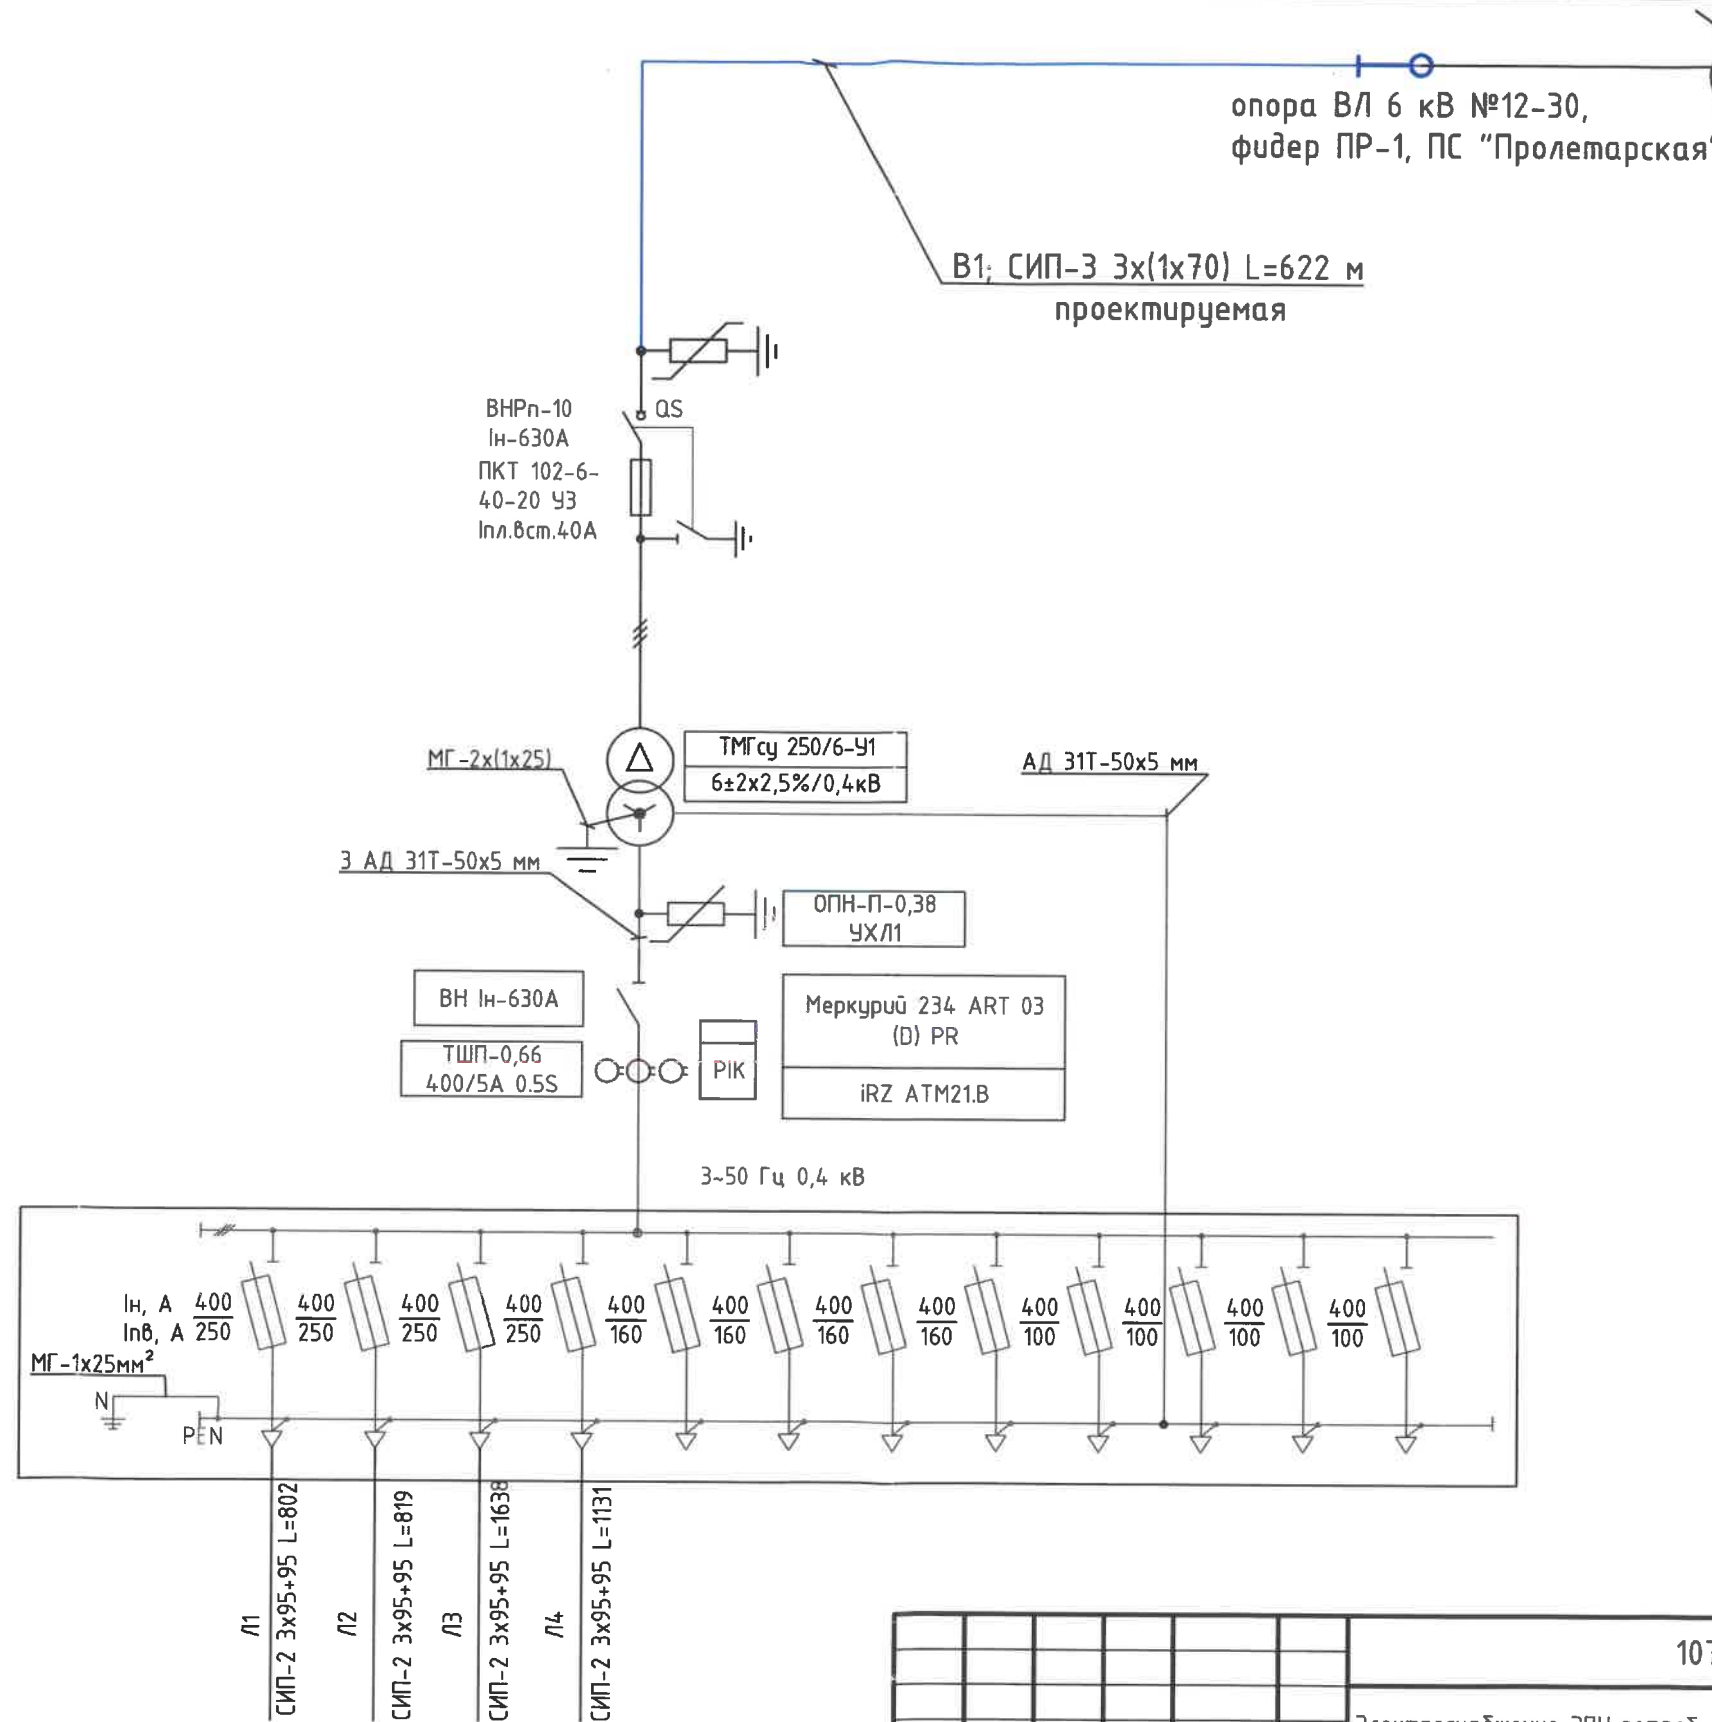 опора ВЛ 6 кВ №12-30,
фидер ПР-1, ПС "Пролетарская"
В1; СИП-3 3х(1х70) L=622 м
проектируемая
ВНРп-10
Iн-630А
ПКТ 102-6-
40-20 У3
Iпл.вст.40А
QS
МГ-2х(1х25)
ТМГсу 250/6-У1
6±2х2,5%/0,4кВ
АД 31Т-50х5 мм
3 АД 31Т-50х5 мм
ОПН-П-0,38
УХЛ1
ВН Iн-630А
ТШП-0,66
400/5А 0.5S
PIK
Меркурий 234 ART 03
(D) PR
iRZ ATM21.B
3~50 Гц 0,4 кВ
Iн, А 400 400 400 400 400 400 400 400 400 400 400 400
Iпв, А 250 250 250 250 160 160 160 160 100 100 100 100
МГ-1х25мм²
N
PEN
Л1
СИП-2 3х95+95 L=802
Л2
СИП-2 3х95+95 L=819
Л3
СИП-2 3х95+95 L=1638
Л4
СИП-2 3х95+95 L=1131